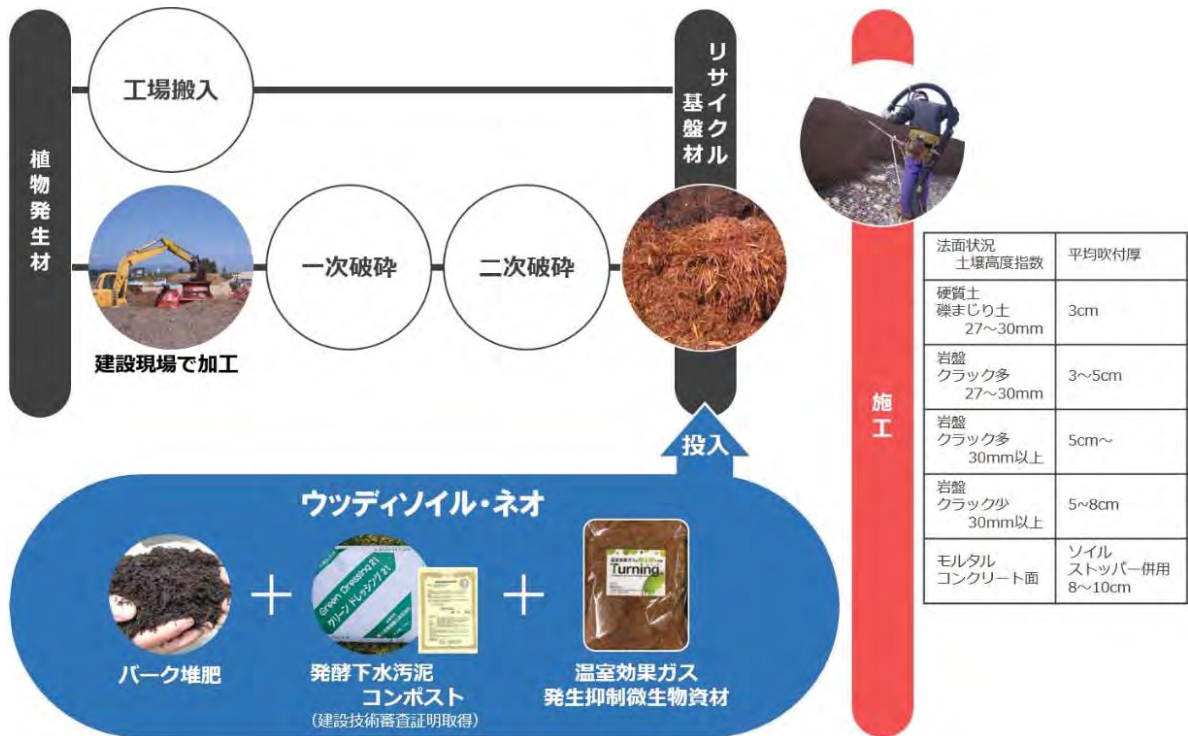 植物発生材
工場搬入
建設現場で加工
一次破砕
二次破砕
リサイクル
基盤材
投入
ウッディソイル・ネオ
バーク堆肥
+
Green Dressing 21
グリーン ドレッシング 21
発酵下水汚泥
コンポスト
(建設技術審査証明取得)
+
Turning
温室効果ガス
発生抑制微生物資材
施工
法面状況
土壌高度指数
平均吹付厚
硬質土
礫まじり土
27～30mm
3cm
岩盤
クラック多
27～30mm
3～5cm
岩盤
クラック多
30mm以上
5cm～
岩盤
クラック少
30mm以上
5~8cm
モルタル
コンクリート面
ソイル
ストッパー併用
8～10cm